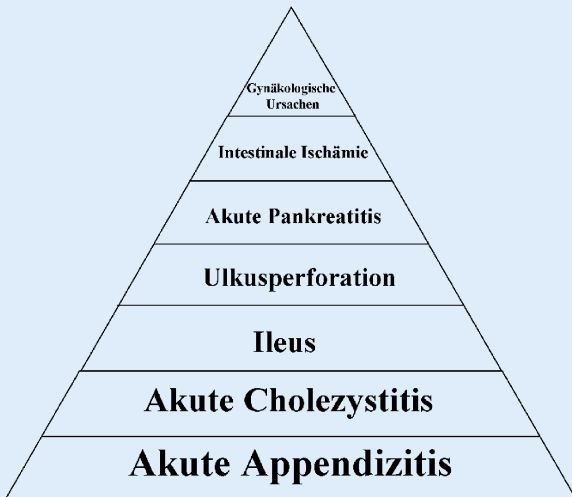 Gynäkologische
Ursachen
Intestinale Ischämie
Akute Pankreatitis
Ulkusperforation
Ileus
Akute Cholezystitis
Akute Appendizitis